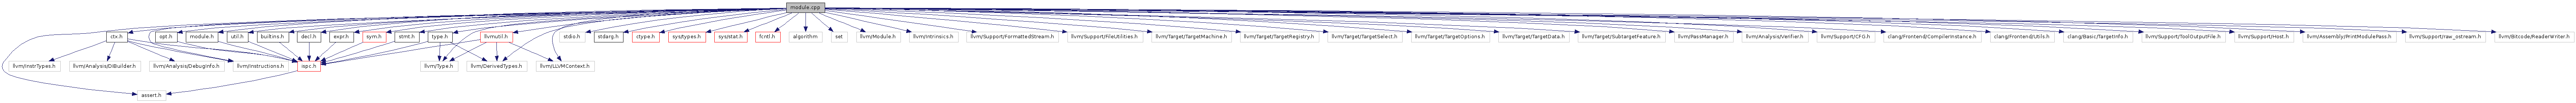 module.cpp
ctx.h
opt.h
module.h
util.h
builtins.h
decl.h
expr.h
sym.h
stmt.h
type.h
llvmutil.h
stdio.h
stdarg.h
ctype.h
sys/types.h
sys/stat.h
fcntl.h
algorithm
set
llvm/Module.h
llvm/Intrinsics.h
llvm/Support/FormattedStream.h
llvm/Support/FileUtilities.h
llvm/Target/TargetMachine.h
llvm/Target/TargetRegistry.h
llvm/Target/TargetSelect.h
llvm/Target/TargetOptions.h
llvm/Target/TargetData.h
llvm/Target/SubtargetFeature.h
llvm/PassManager.h
llvm/Analysis/Verifier.h
llvm/Support/CFG.h
clang/Frontend/CompilerInstance.h
clang/Frontend/Utils.h
clang/Basic/TargetInfo.h
llvm/Support/ToolOutputFile.h
llvm/Support/Host.h
llvm/Assembly/PrintModulePass.h
llvm/Support/raw_ostream.h
llvm/Bitcode/ReaderWriter.h
llvm/InstrTypes.h
llvm/Analysis/DIBuilder.h
llvm/Analysis/DebugInfo.h
llvm/Instructions.h
ispc.h
llvm/Type.h
llvm/DerivedTypes.h
llvm/LLVMContext.h
assert.h